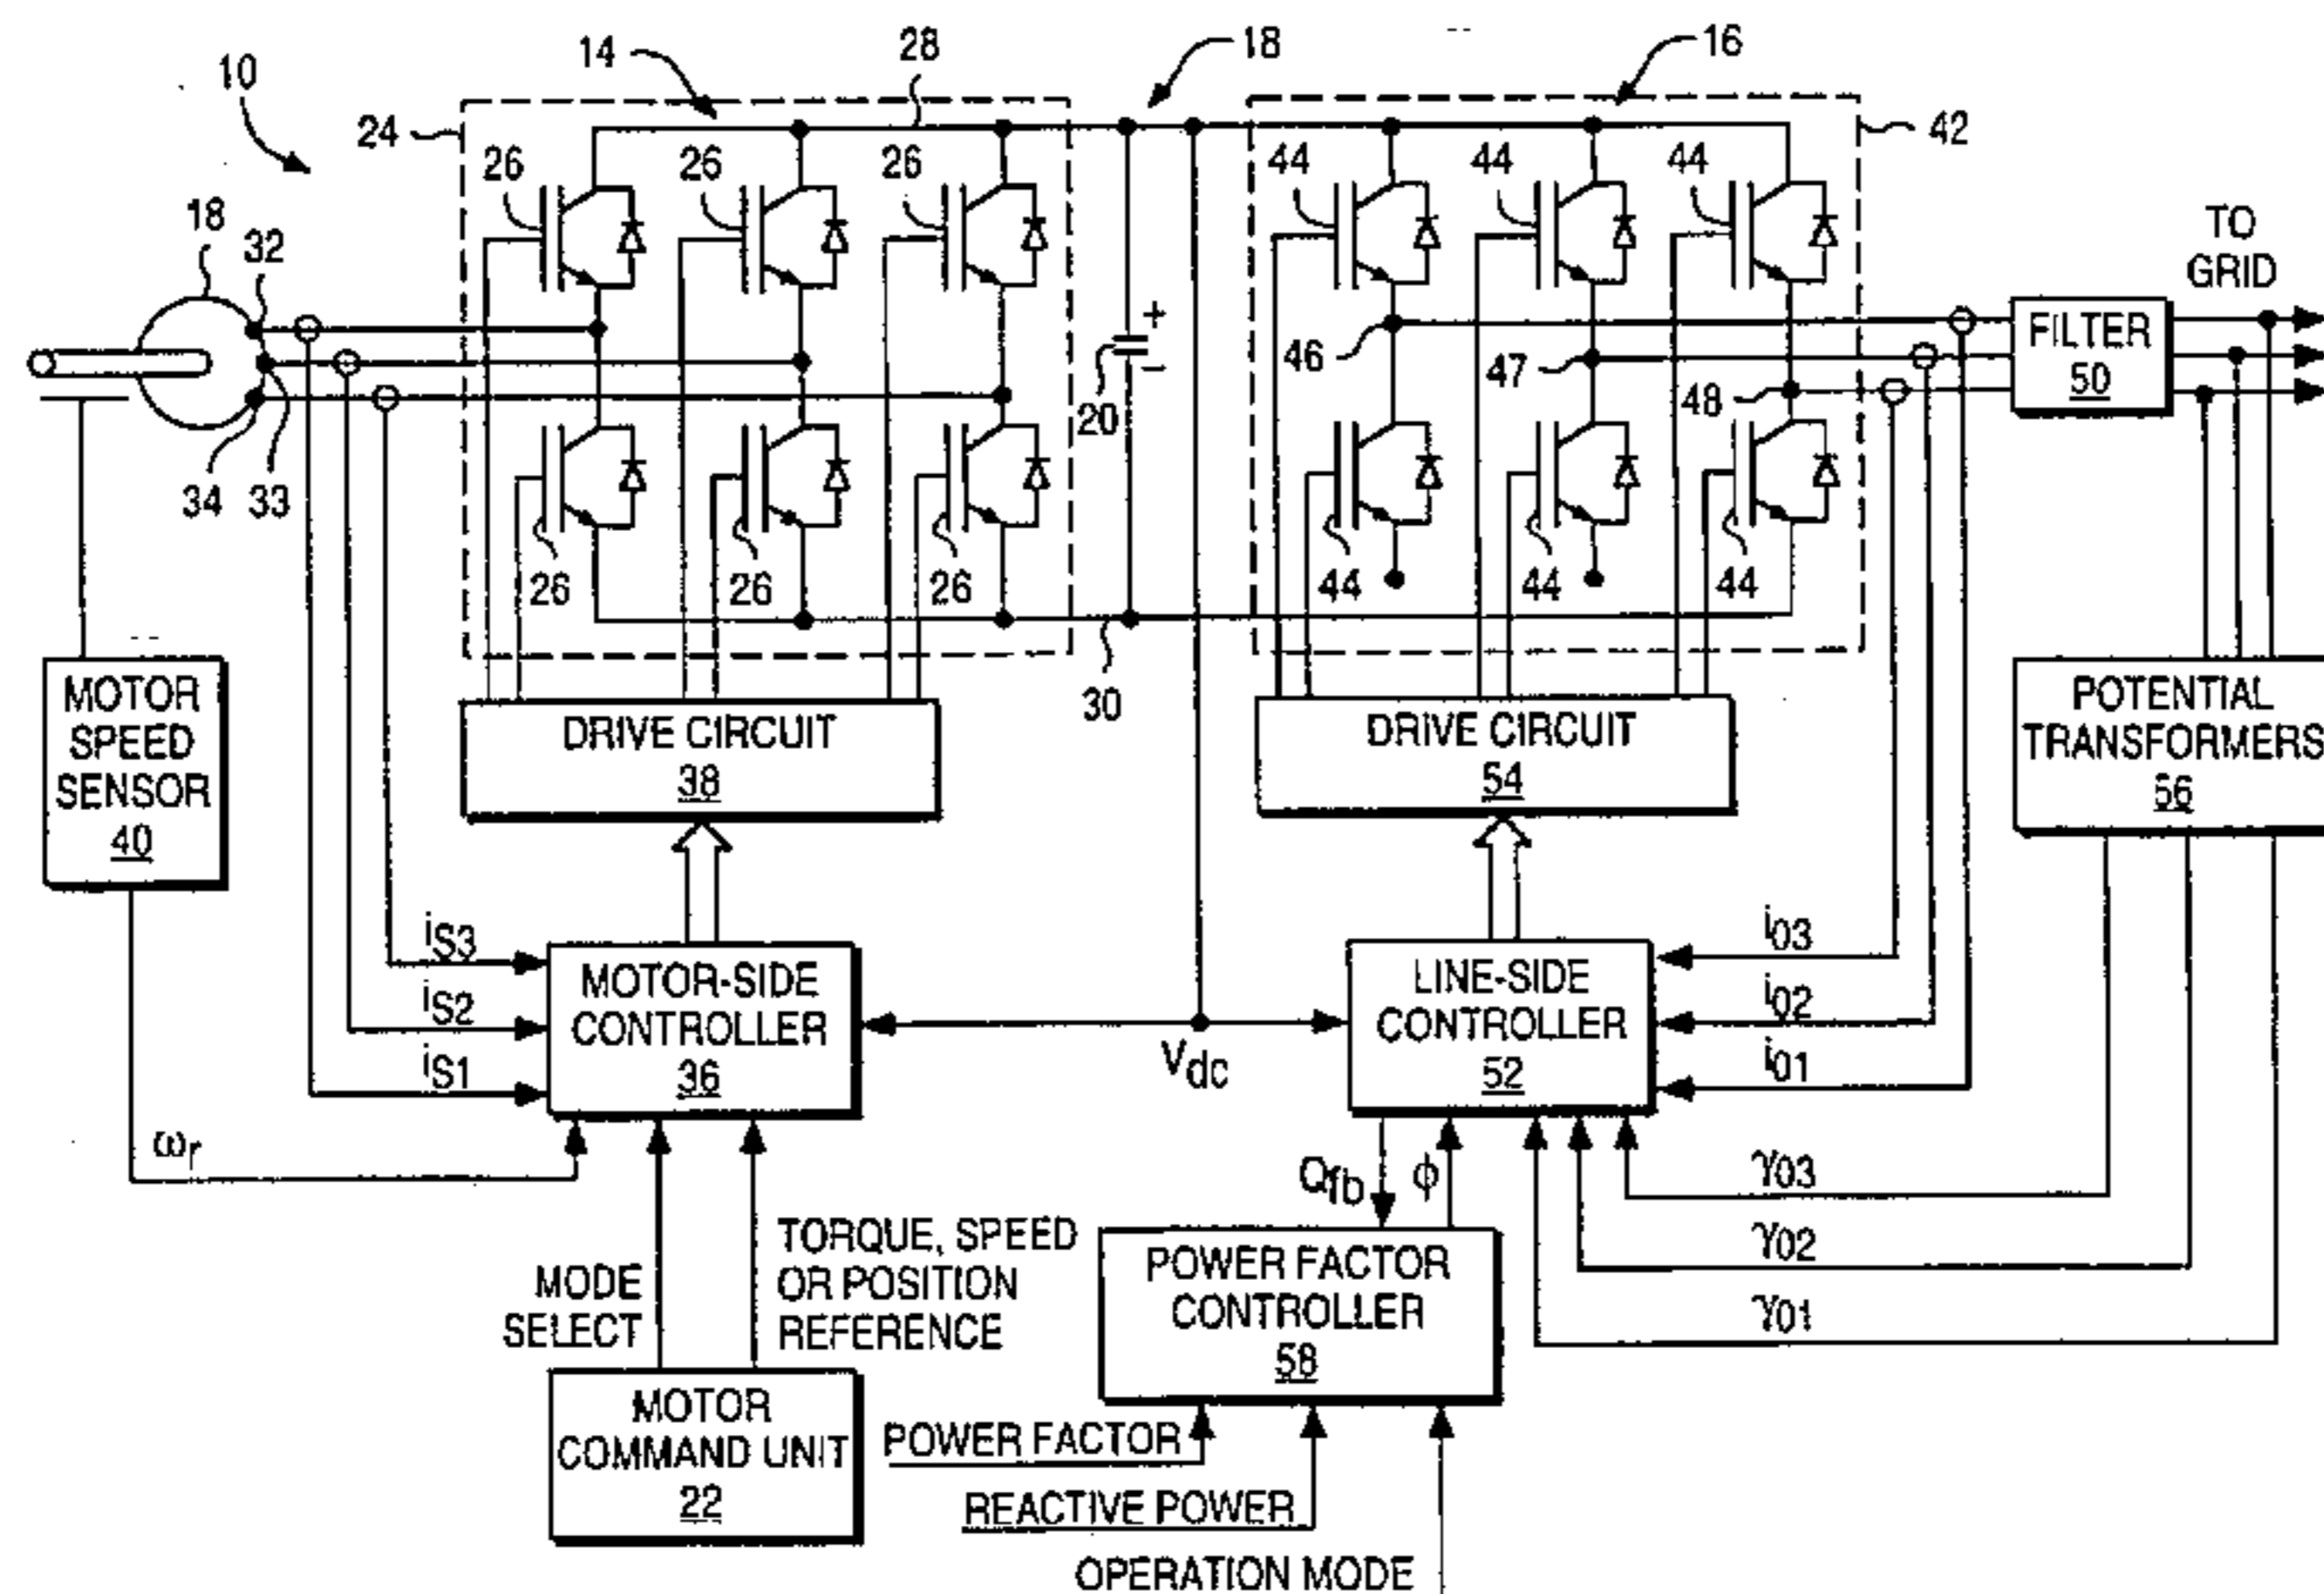 14
28
18
16
10
24
42
26
26
26
44
44
44
18
32
TO
GRID
FILTER
50
46
47
48
20
+
−
34
33
26
26
26
44
44
44
30
MOTOR
SPEED
SENSOR
40
DRIVE CIRCUIT
38
DRIVE CIRCUIT
54
POTENTIAL
TRANSFORMERS
56
iS3
iS2
iS1
MOTOR-SIDE
CONTROLLER
36
Vdc
LINE-SIDE
CONTROLLER
52
i03
i02
i01
ωr
Qfb
ϕ
γ03
γ02
γ01
MODE
SELECT
TORQUE, SPEED
OR POSITION
REFERENCE
POWER FACTOR
CONTROLLER
58
MOTOR
COMMAND UNIT
22
POWER FACTOR
REACTIVE POWER
OPERATION MODE